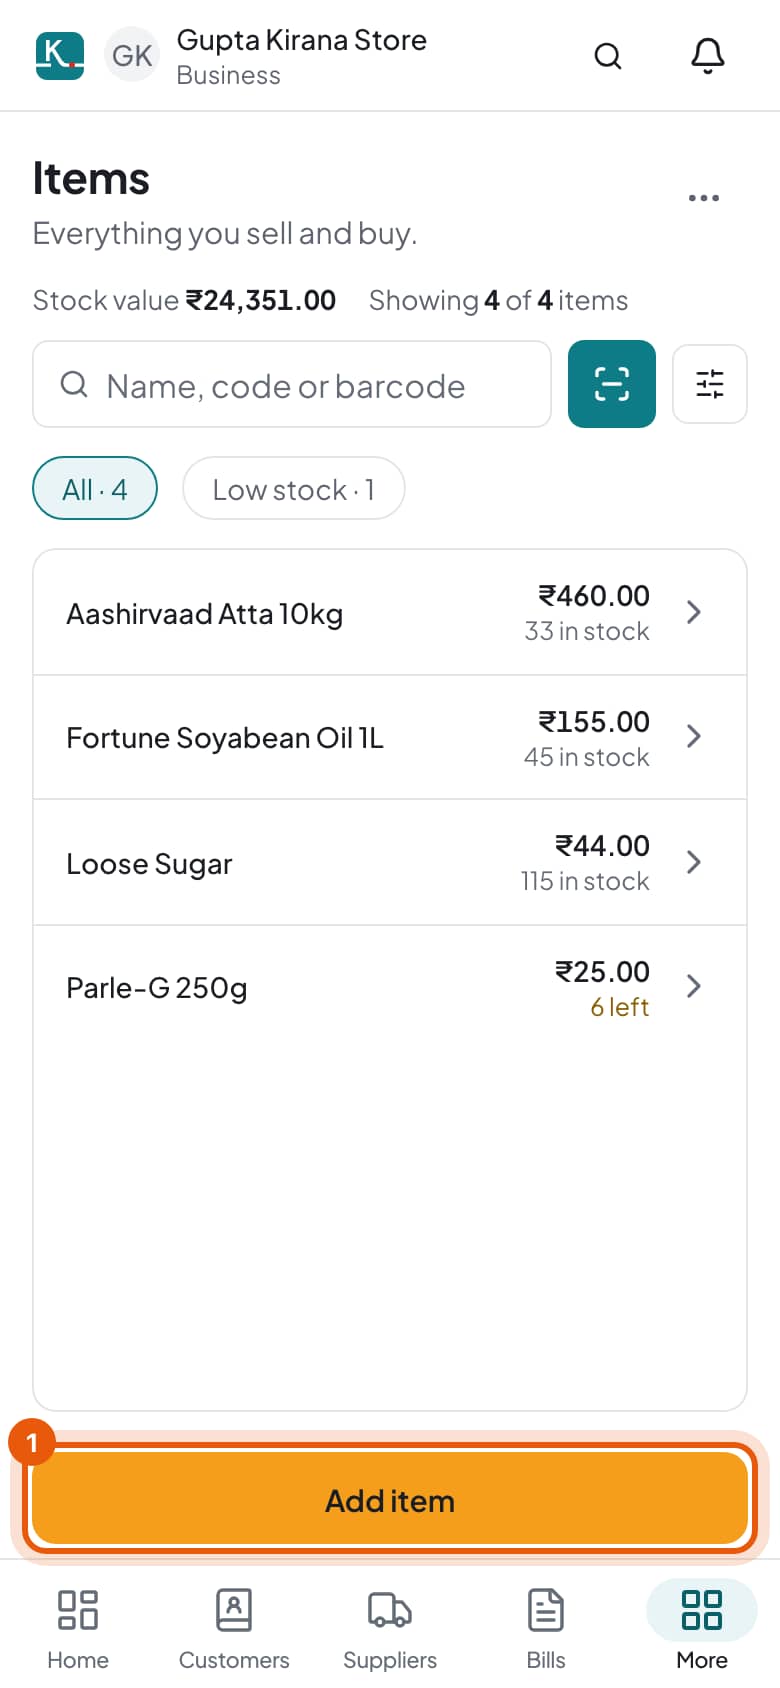 K.
GK
Gupta Kirana Store
Business
Items
Everything you sell and buy.
Stock value ₹24,351.00 Showing 4 of 4 items
Name, code or barcode
All · 4
Low stock · 1
Aashirvaad Atta 10kg
₹460.00
33 in stock
Fortune Soyabean Oil 1L
₹155.00
45 in stock
Loose Sugar
₹44.00
115 in stock
Parle-G 250g
₹25.00
6 left
1
Add item
Home
Customers
Suppliers
Bills
More